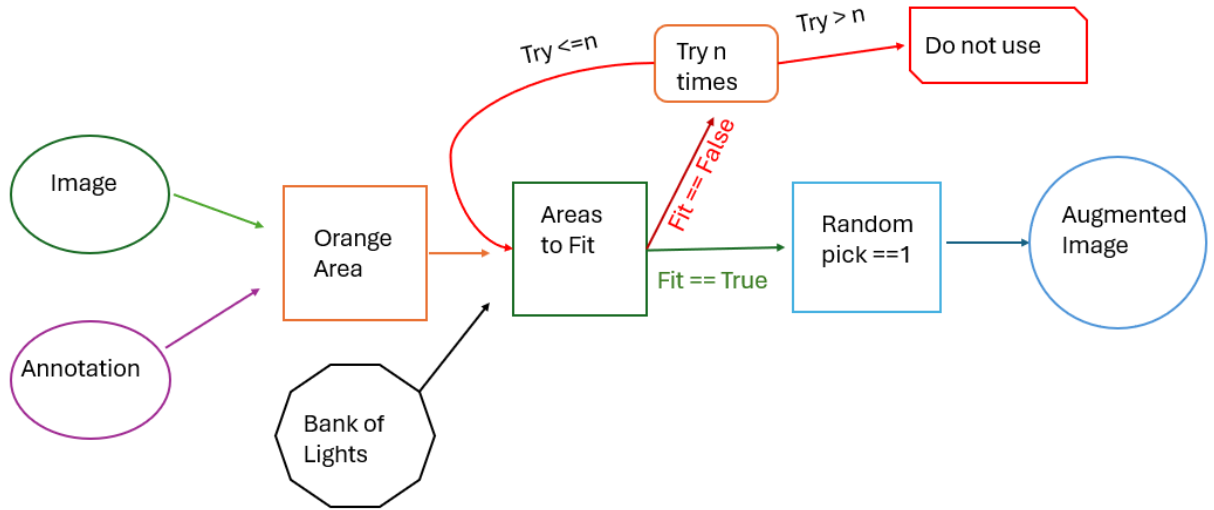 Try <=n
Try n
times
Try > n
Do not use
Image
Orange
Area
Areas
to Fit
Fit == False
Fit == True
Random
pick ==1
Augmented
Image
Annotation
Bank of
Lights